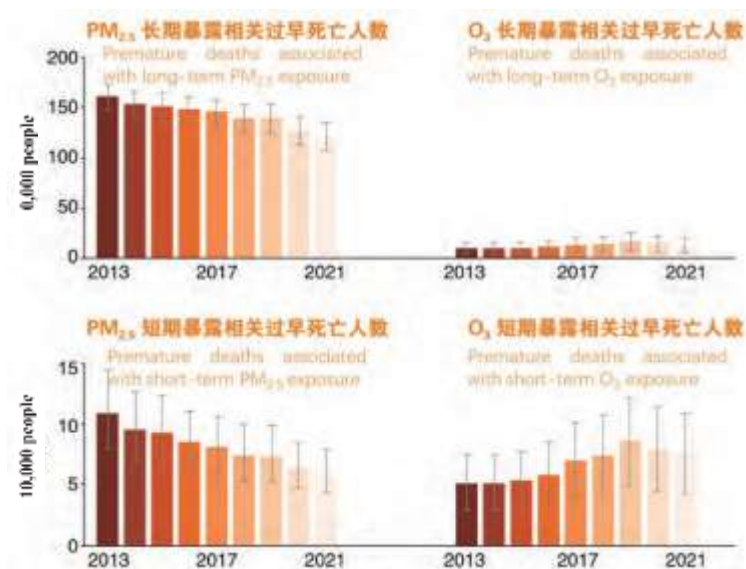 PM₂.₅ 长期暴露相关过早死亡人数
Premature deaths associated
with long-term PM₂.₅ exposure
O₃ 长期暴露相关过早死亡人数
Premature deaths associated
with long-term O₃ exposure
0,000 people
200
150
100
50
0
2013
2017
2021
2013
2017
2021
PM₂.₅ 短期暴露相关过早死亡人数
Premature deaths associated
with short-term PM₂.₅ exposure
O₃ 短期暴露相关过早死亡人数
Premature deaths associated
with short-term O₃ exposure
10,000 people
15
10
5
0
2013
2017
2021
2013
2017
2021